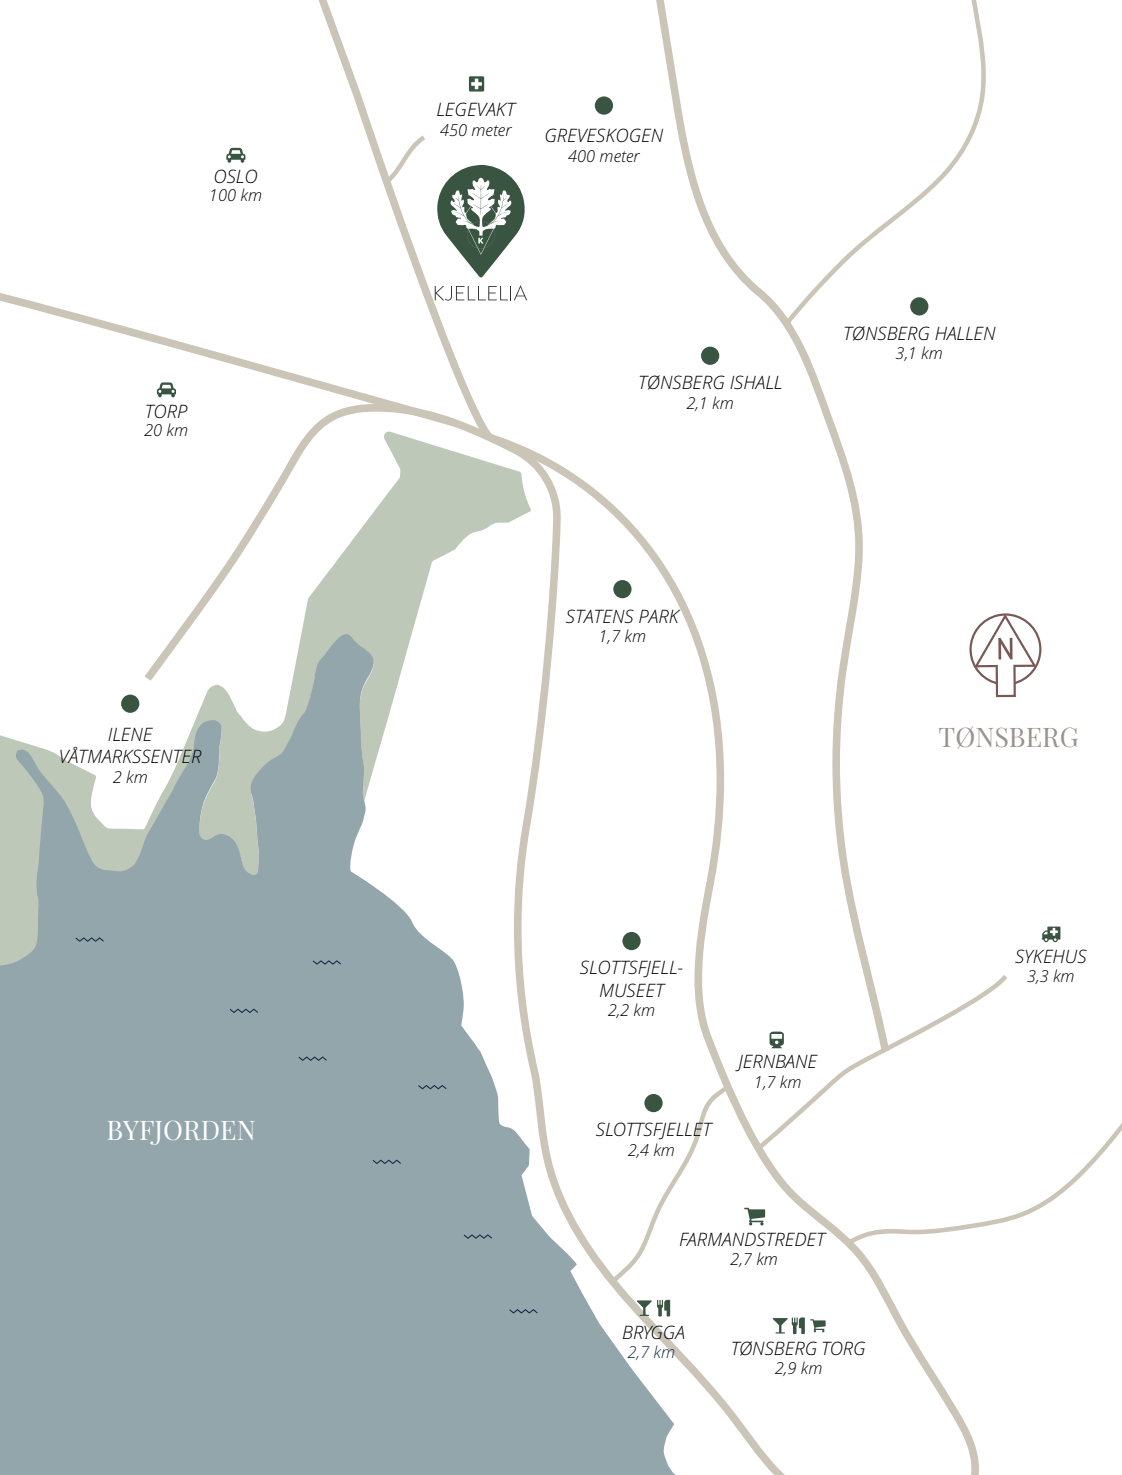 LEGEVAKT
450 meter
GREVESKOGEN
400 meter
OSLO
100 km
K
KJELLELIA
TØNSBERG HALLEN
3,1 km
TØNSBERG ISHALL
2,1 km
TORP
20 km
STATENS PARK
1,7 km
N
TØNSBERG
ILENE
VÅTMARKSSENTER
2 km
SLOTTSFJELL-
MUSEET
2,2 km
SYKEHUS
3,3 km
JERNBANE
1,7 km
SLOTTSFJELLET
2,4 km
BYFJORDEN
FARMANDSTREDET
2,7 km
BRYGGA
2,7 km
TØNSBERG TORG
2,9 km